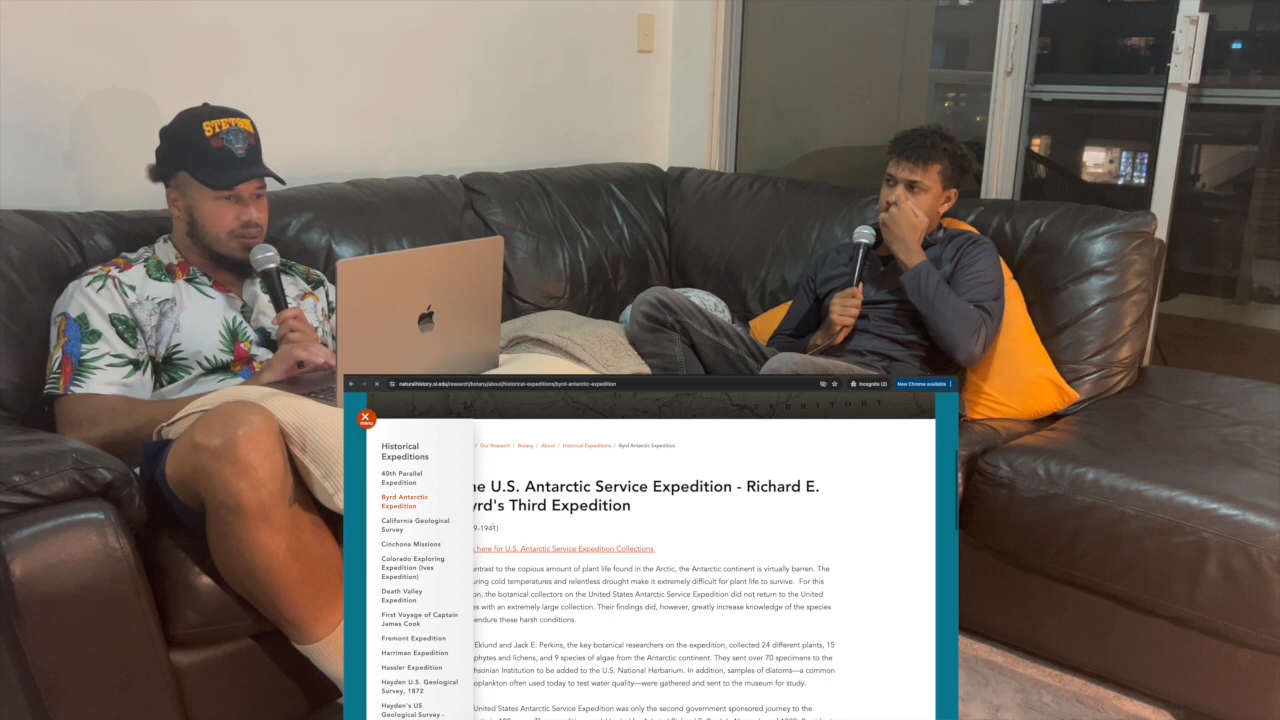 STETSON
naturalhistory.si.edu/research/botany/about/historical-expeditions/byrd-antarctic-expedition
Incognito (2)
New Chrome available
TERRITORY
menu
Historical
Expeditions
40th Parallel
Expedition
Byrd Antarctic
Expedition
California Geological
Survey
Cinchona Missions
Colorado Exploring
Expedition (Ives
Expedition)
Death Valley
Expedition
First Voyage of Captain
James Cook
Fremont Expedition
Harriman Expedition
Hassler Expedition
Hayden U.S. Geological
Survey, 1872
Hayden's US
Geological Survey -
/ Our Research / Botany / About / Historical Expeditions / Byrd Antarctic Expedition
he U.S. Antarctic Service Expedition - Richard E.
yrd's Third Expedition
9-1941)
here for U.S. Antarctic Service Expedition Collections
ntrast to the copious amount of plant life found in the Arctic, the Antarctic continent is virtually barren. The
uring cold temperatures and relentless drought make it extremely difficult for plant life to survive. For this
on, the botanical collectors on the United States Antarctic Service Expedition did not return to the United
es with an extremely large collection. Their findings did, however, greatly increase knowledge of the species
endure these harsh conditions.
Eklund and Jack E. Perkins, the key botanical researchers on the expedition, collected 24 different plants, 15
phytes and lichens, and 9 species of algae from the Antarctic continent. They sent over 70 specimens to the
hsonian Institution to be added to the U.S. National Herbarium. In addition, samples of diatoms—a common
oplankton often used today to test water quality—were gathered and sent to the museum for study.
United States Antarctic Service Expedition was only the second government sponsored journey to the